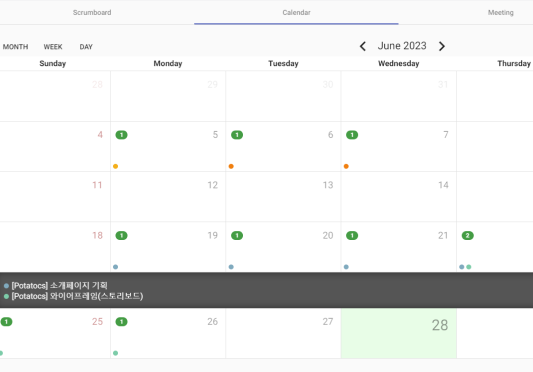 Scrumboard Calendar Meeting
MONTH WEEK DAY June 2023
Sunday Monday Tuesday Wednesday Thursday
28 29 30 31
4 1 5 1 6 1 7
11 12 13 14
18 1 19 1 20 1 21 2
[Potatocs] 소개페이지 기획
[Potatocs] 와이어프레임(스토리보드)
1 25 1 26 27 28